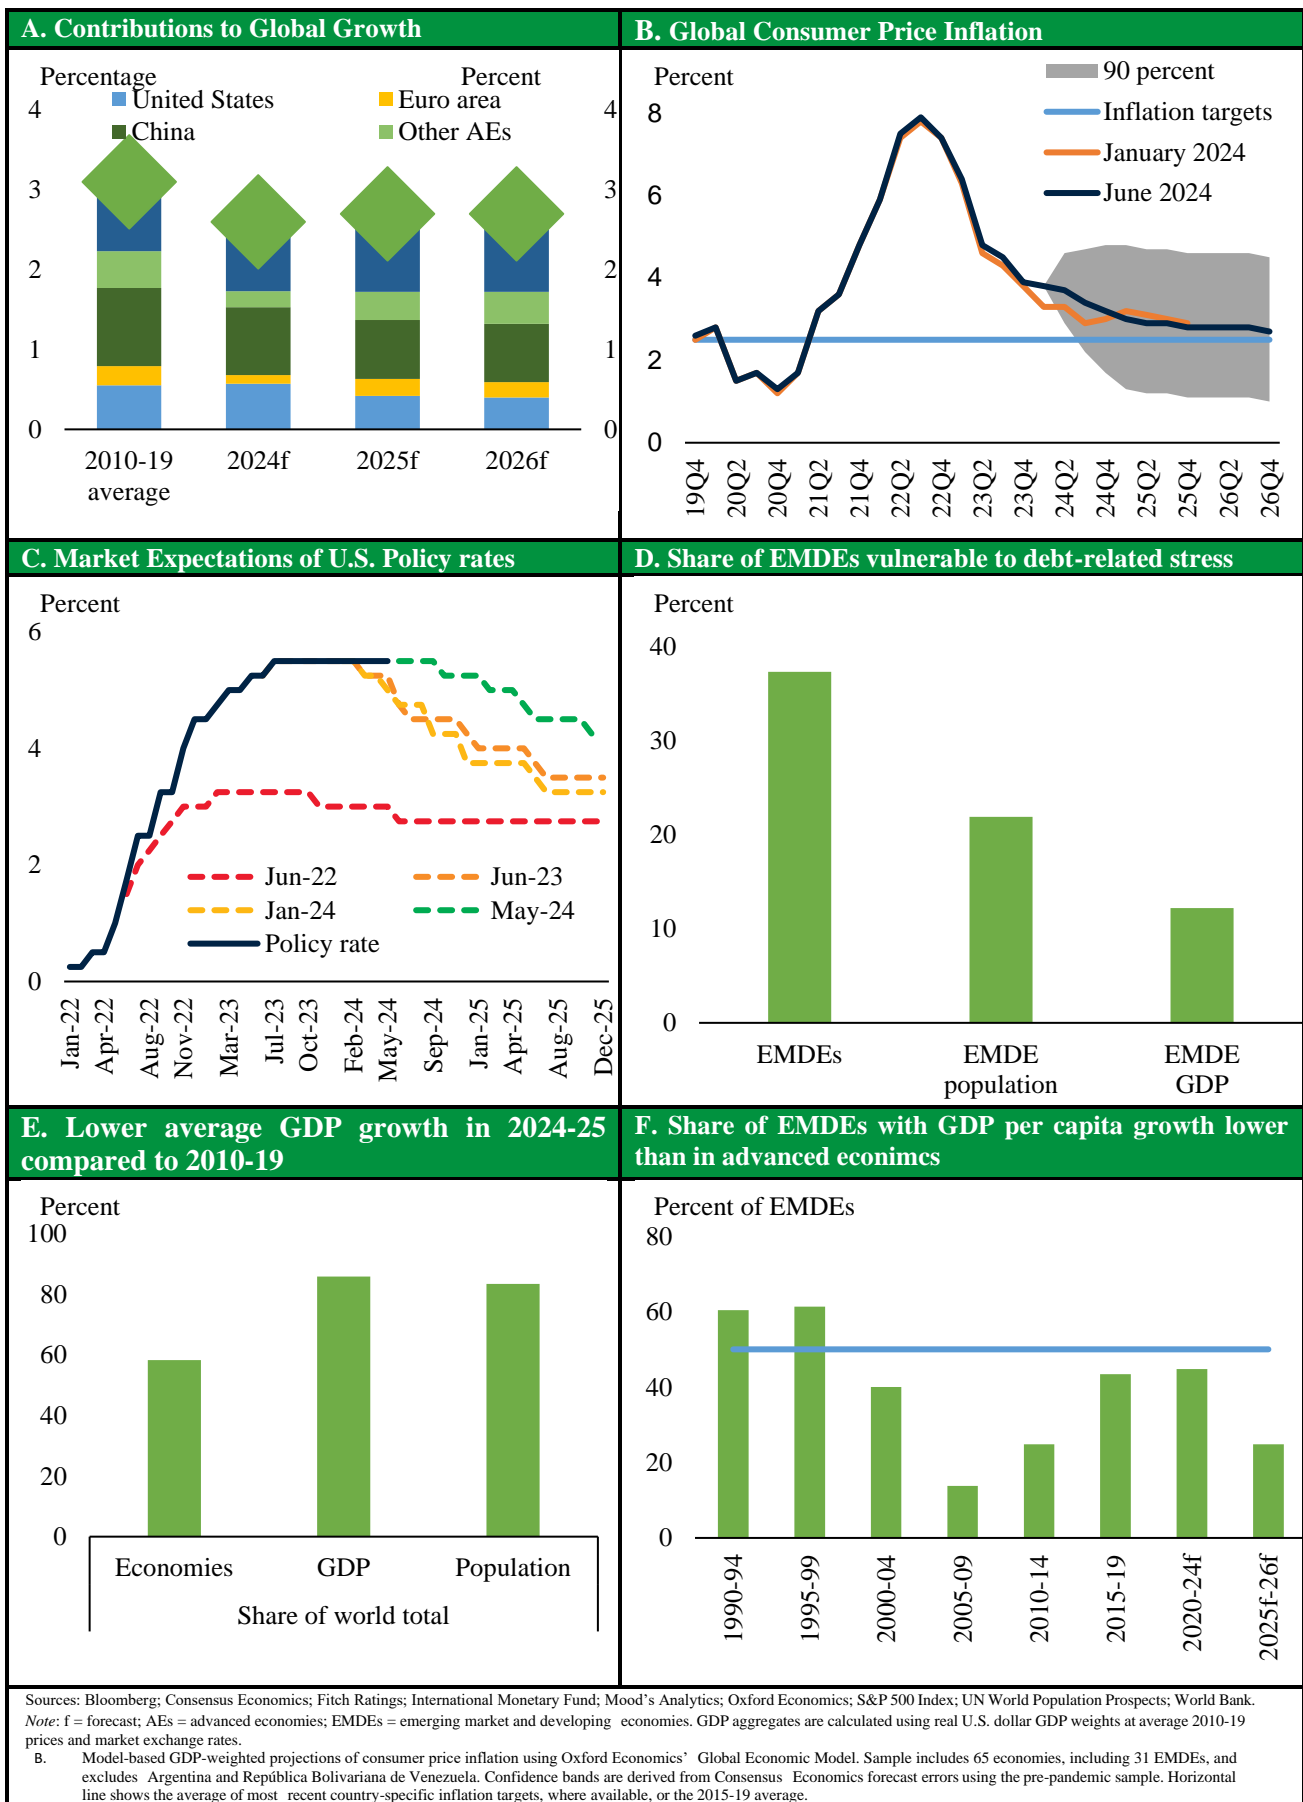 A. Contributions to Global Growth
Percentage
Percent
United States
Euro area
China
Other AEs
4
3
2
1
0
4
3
2
1
0
2010-19
average
2024f
2025f
2026f
B. Global Consumer Price Inflation
Percent
90 percent
Inflation targets
January 2024
June 2024
8
6
4
2
0
19Q4
20Q2
20Q4
21Q2
21Q4
22Q2
22Q4
23Q2
23Q4
24Q2
24Q4
25Q2
25Q4
26Q2
26Q4
C. Market Expectations of U.S. Policy rates
Percent
6
4
2
0
Jun-22
Jun-23
Jan-24
May-24
Policy rate
Jan-22
Apr-22
Aug-22
Nov-22
Mar-23
Jul-23
Oct-23
Feb-24
May-24
Sep-24
Jan-25
Apr-25
Aug-25
Dec-25
D. Share of EMDEs vulnerable to debt-related stress
Percent
40
30
20
10
0
EMDEs
EMDE
population
EMDE
GDP
E. Lower average GDP growth in 2024-25
compared to 2010-19
Percent
100
80
60
40
20
0
Economies
GDP
Population
Share of world total
F. Share of EMDEs with GDP per capita growth lower
than in advanced econimcs
Percent of EMDEs
80
60
40
20
0
1990-94
1995-99
2000-04
2005-09
2010-14
2015-19
2020-24f
2025f-26f
Sources: Bloomberg; Consensus Economics; Fitch Ratings; International Monetary Fund; Mood's Analytics; Oxford Economics; S&P 500 Index; UN World Population Prospects; World Bank.
Note: f = forecast; AEs = advanced economies; EMDEs = emerging market and developing economies. GDP aggregates are calculated using real U.S. dollar GDP weights at average 2010-19
prices and market exchange rates.
B. Model-based GDP-weighted projections of consumer price inflation using Oxford Economics' Global Economic Model. Sample includes 65 economies, including 31 EMDEs, and
excludes Argentina and República Bolivariana de Venezuela. Confidence bands are derived from Consensus Economics forecast errors using the pre-pandemic sample. Horizontal
line shows the average of most recent country-specific inflation targets, where available, or the 2015-19 average.